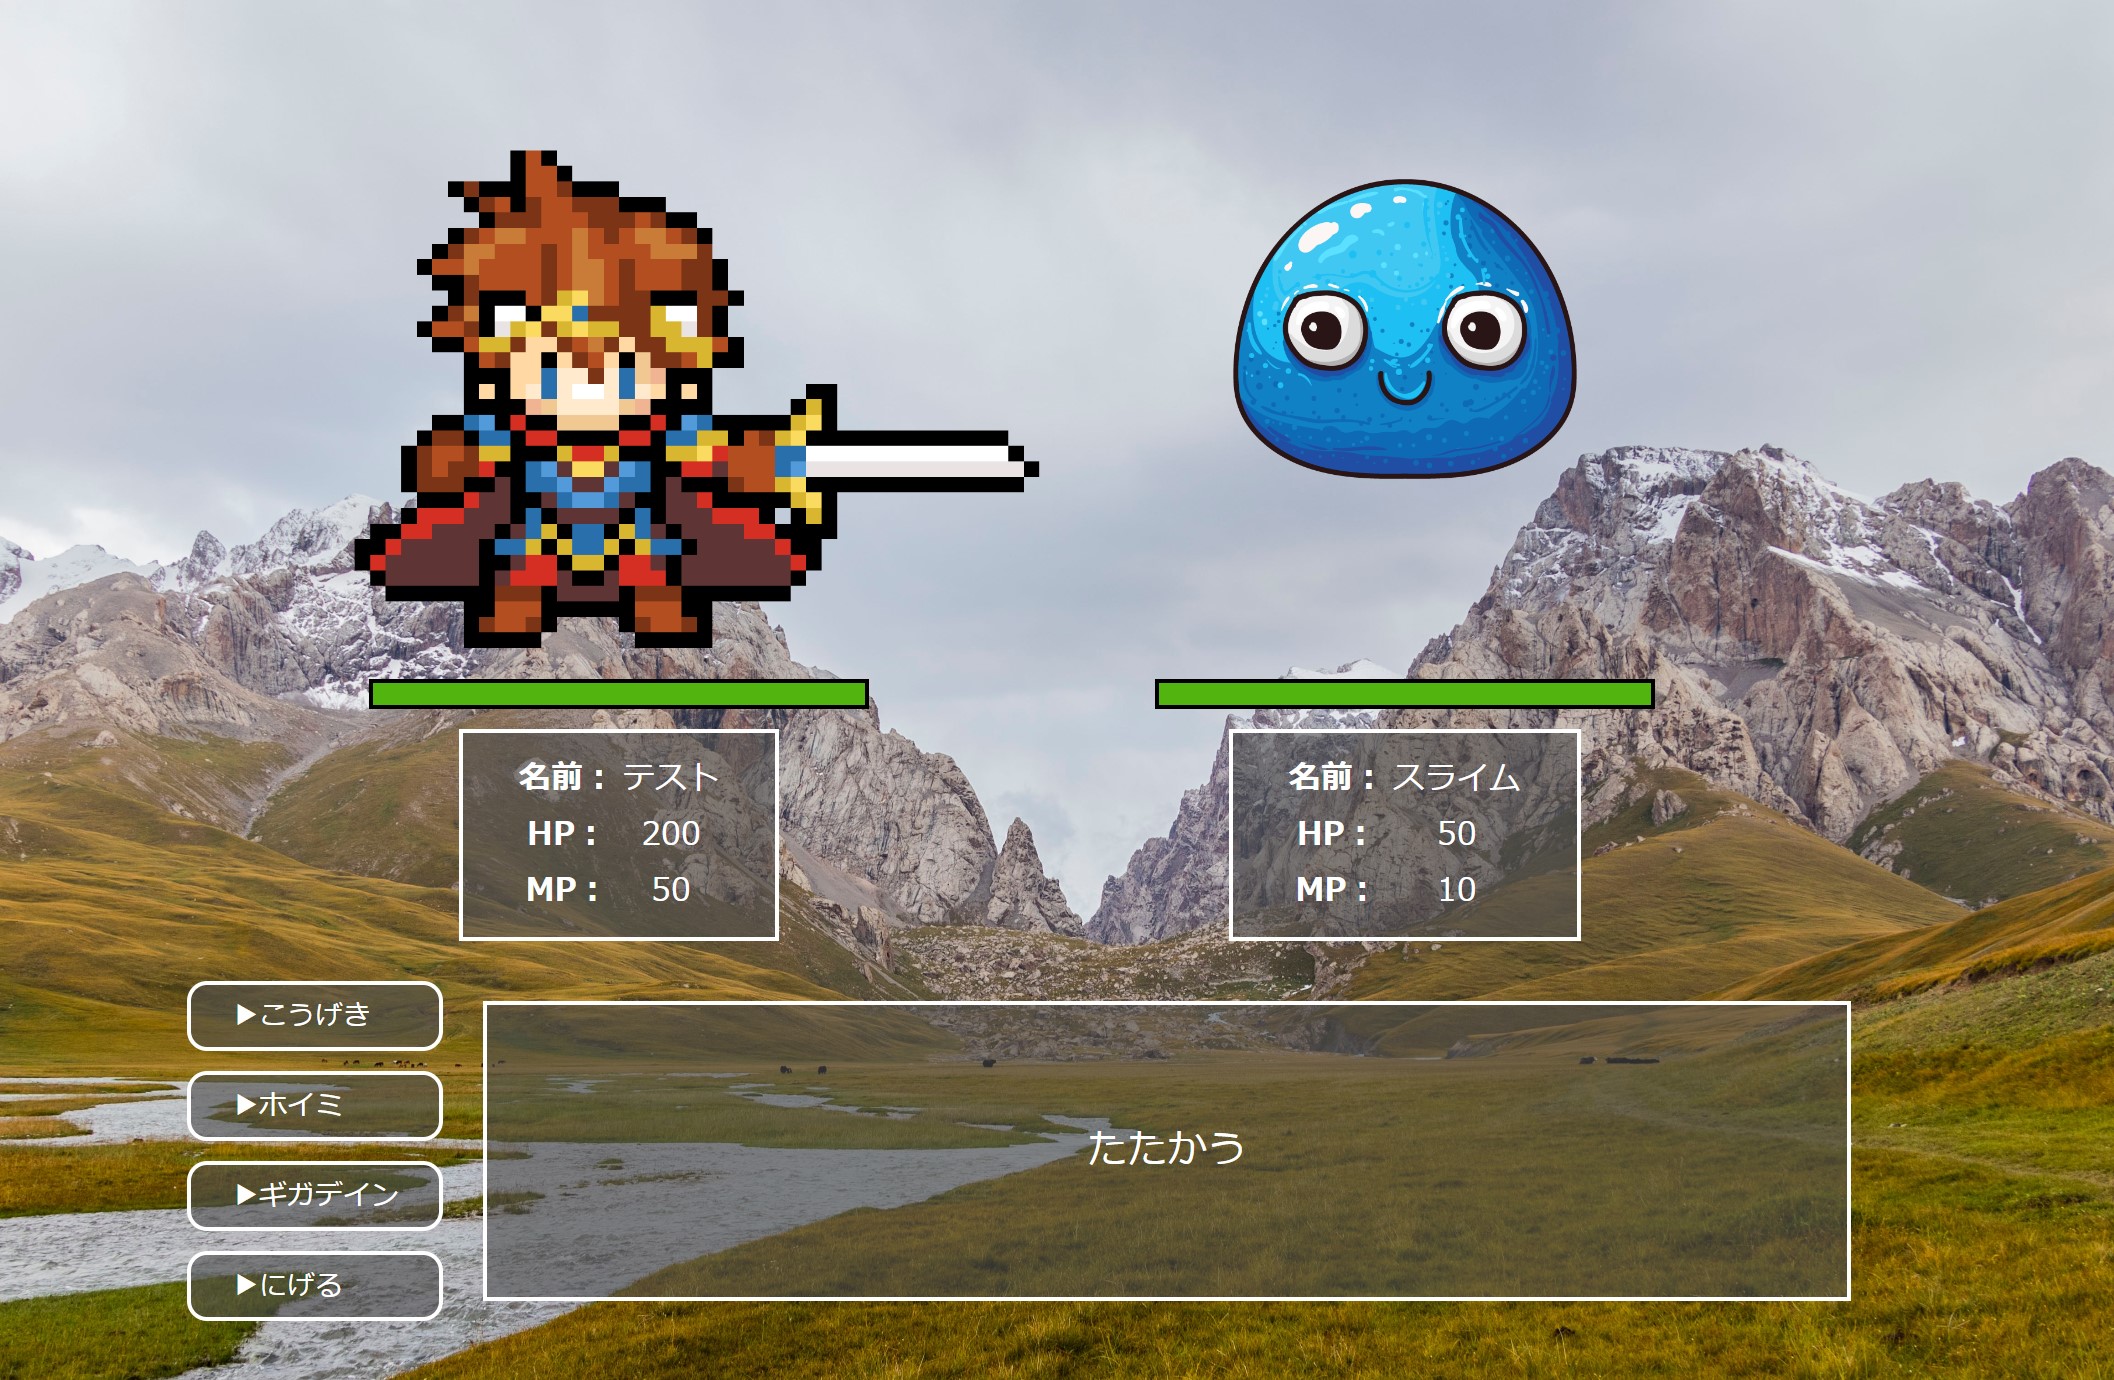 名前： テスト
HP： 200
MP： 50
名前： スライム
HP： 50
MP： 10
▶こうげき
▶ホイミ
▶ギガデイン
▶にげる
たたかう